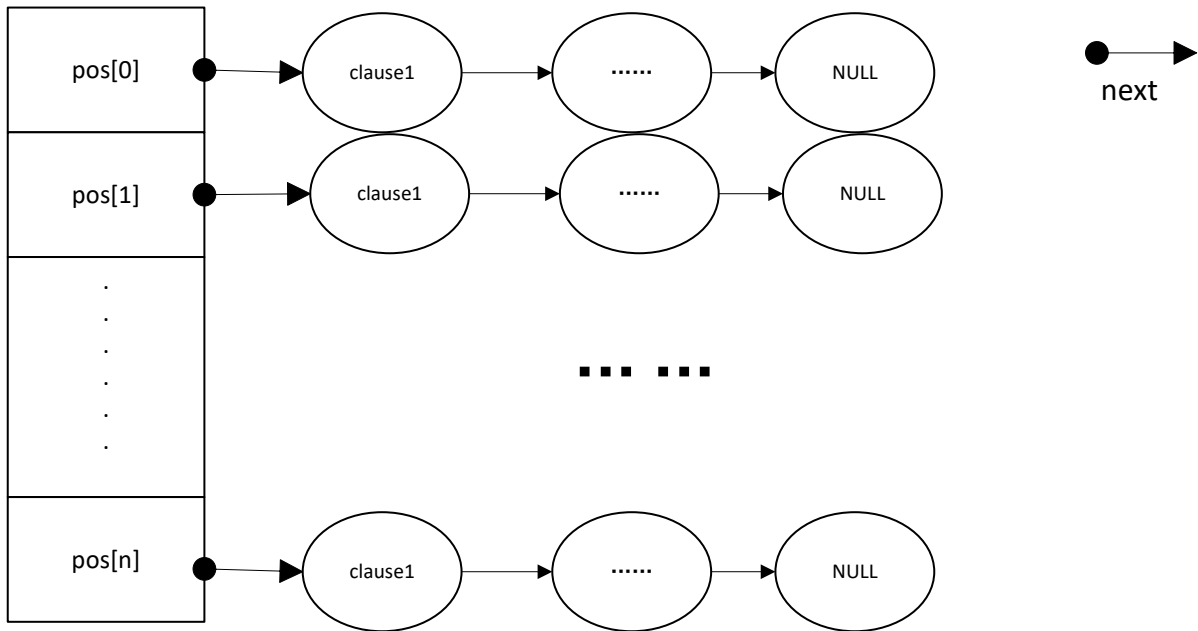 pos[0] clause1 ...... NULL
next
pos[1] clause1 ...... NULL
. 
. 
. 
. 
. 
. 
... ...
pos[n] clause1 ...... NULL